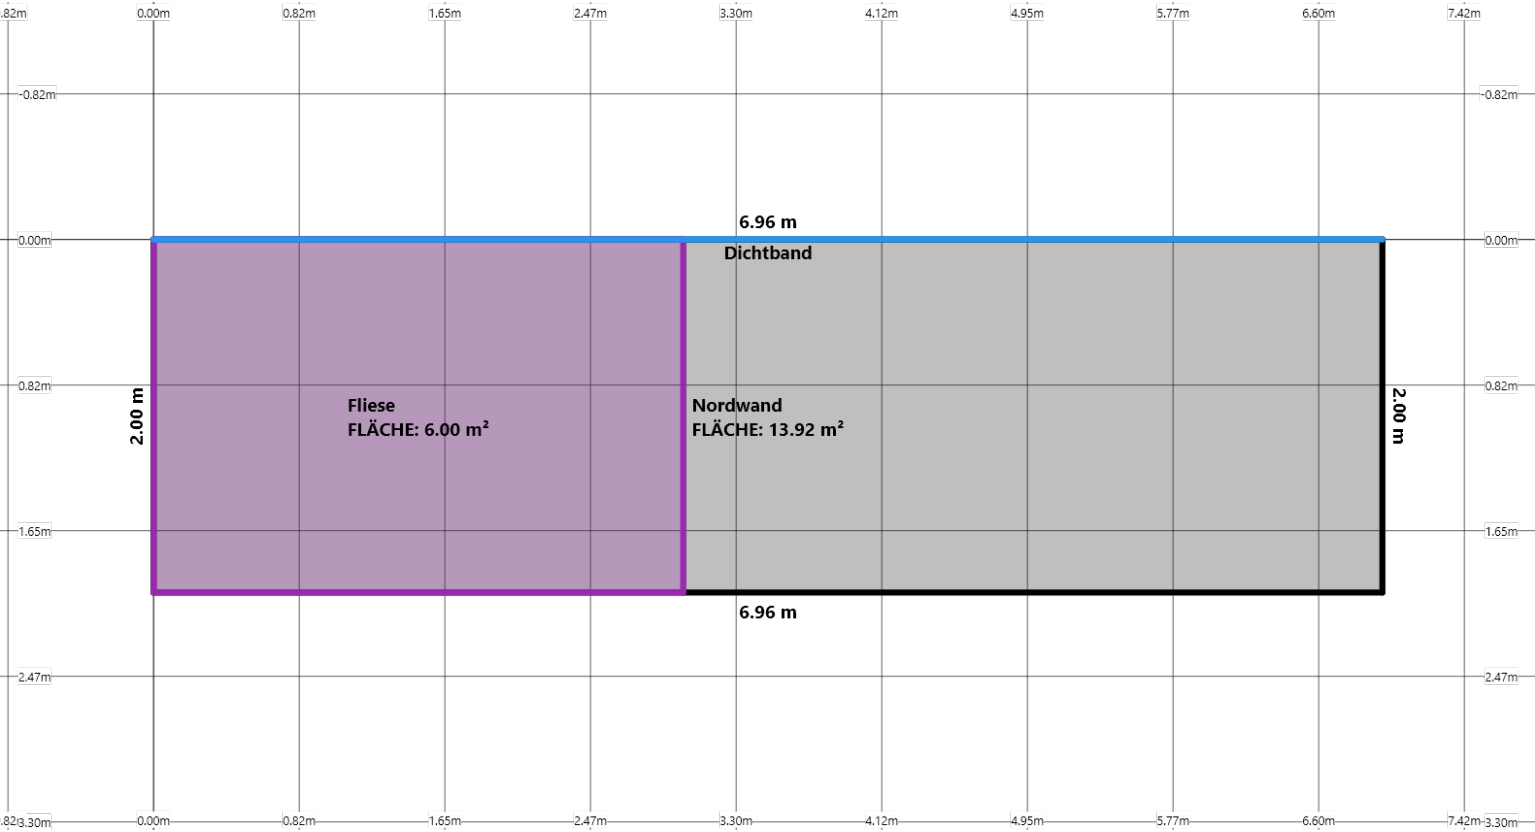 .82m 0.00m 0.82m 1.65m 2.47m 3.30m 4.12m 4.95m 5.77m 6.60m 7.42m
-0.82m -0.82m
6.96 m
0.00m 0.00m
Dichtband
0.82m 0.82m
2.00 m
2.00 m
Fliese
FLÄCHE: 6.00 m²
Nordwand
FLÄCHE: 13.92 m²
1.65m 1.65m
6.96 m
2.47m 2.47m
.82 3.30m 0.00m 0.82m 1.65m 2.47m 3.30m 4.12m 4.95m 5.77m 6.60m 7.42m 3.30m